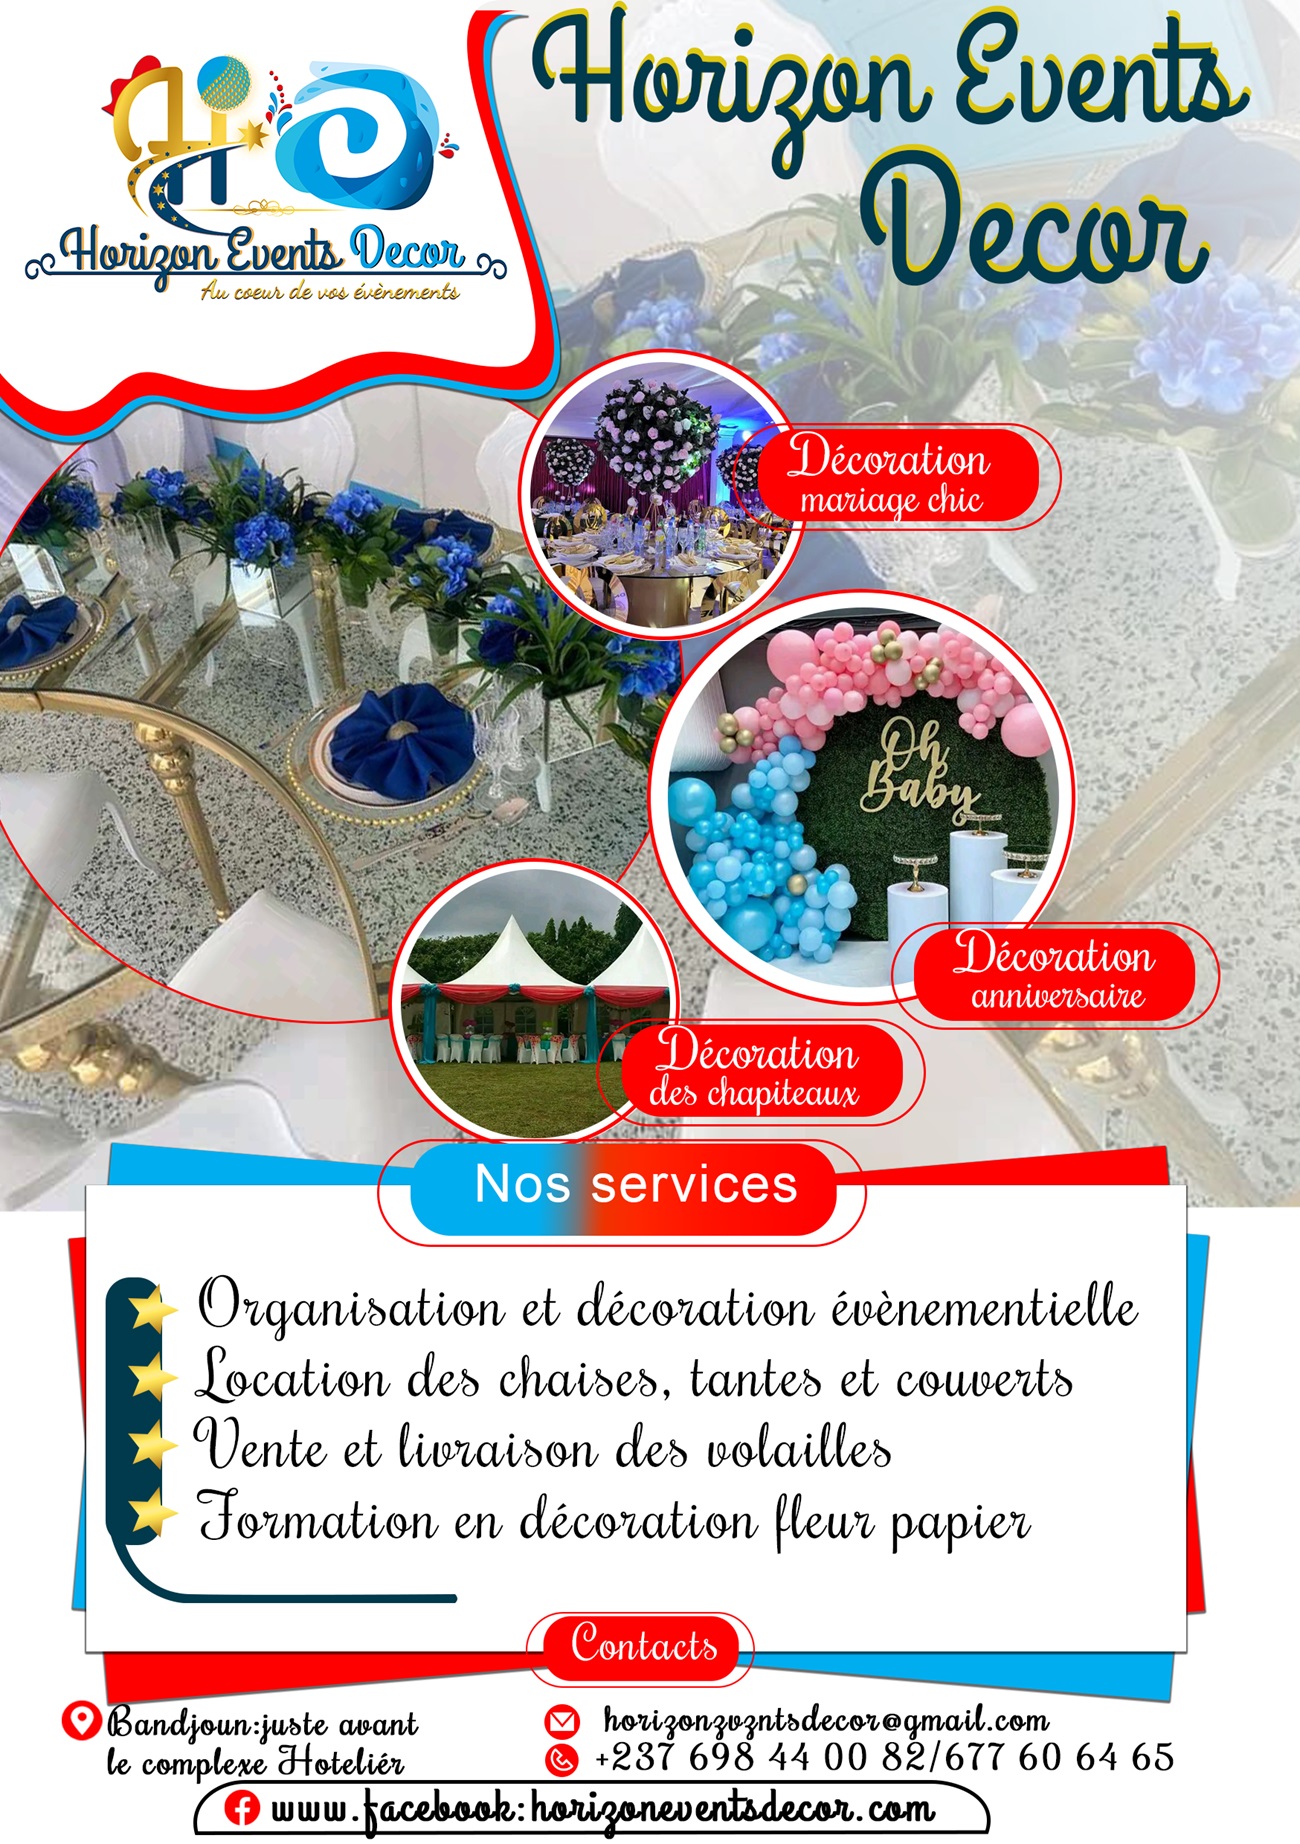 Horizon Events
Decor
Horizon Events Decor
Au coeur de vos évènements
Décoration
mariage chic
Oh
Baby
Décoration
anniversaire
Décoration
des chapiteaux
Nos services
Organisation et décoration évènementielle
Location des chaises, tantes et couverts
Vente et livraison des volailles
Formation en décoration fleur papier
Contacts
Bandjoun:juste avant
le complexe Hoteliér
horizonzvzntsdecor@gmail.com
+237 698 44 00 82/677 60 64 65
www.facebook:horizoneventsdecor.com